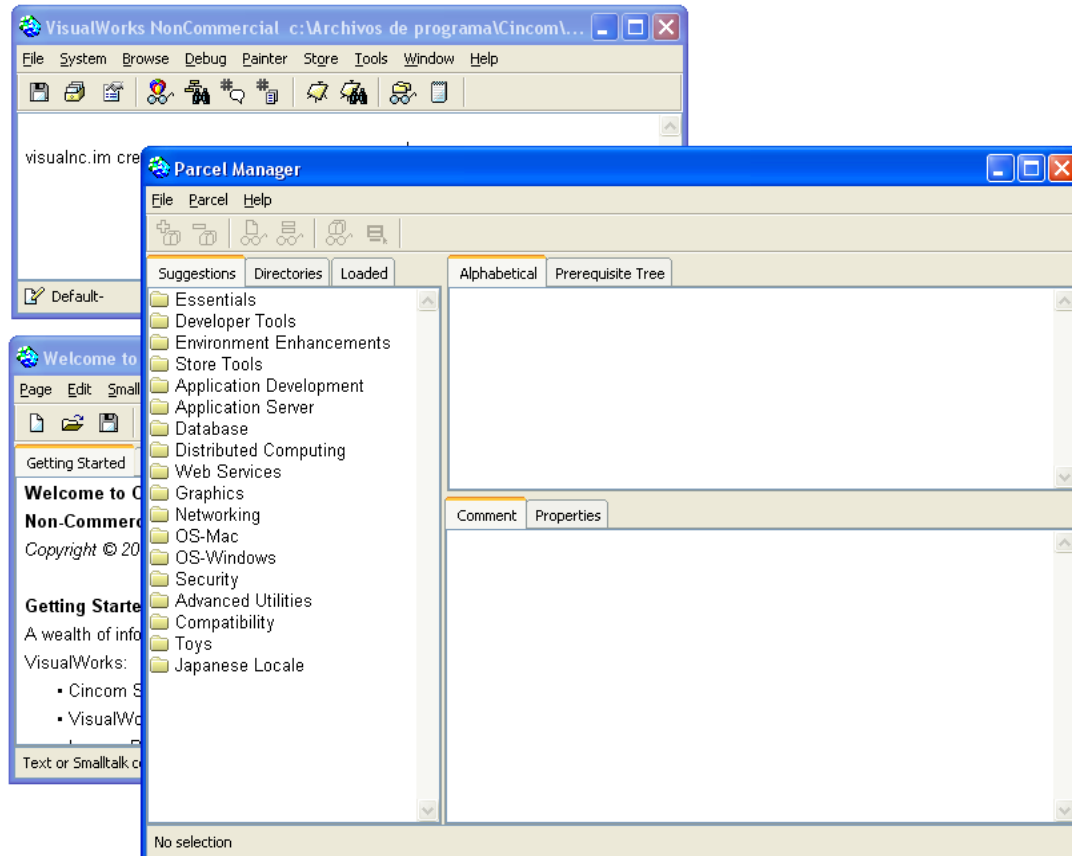 VisualWorks NonCommercial c:\Archivos de programa\Cincom\...
File System Browse Debug Painter Store Tools Window Help
visualnc.im cre
Default-
Parcel Manager
File Parcel Help
Suggestions Directories Loaded
Essentials
Developer Tools
Environment Enhancements
Store Tools
Application Development
Application Server
Database
Distributed Computing
Web Services
Graphics
Networking
OS-Mac
OS-Windows
Security
Advanced Utilities
Compatibility
Toys
Japanese Locale
Alphabetical Prerequisite Tree
Comment Properties
No selection
Welcome to
Page Edit Small
Getting Started
Welcome to C
Non-Commerc
Copyright © 20
Getting Starte
A wealth of info
VisualWorks:
▪ Cincom S
▪ VisualWo
Text or Smalltalk co